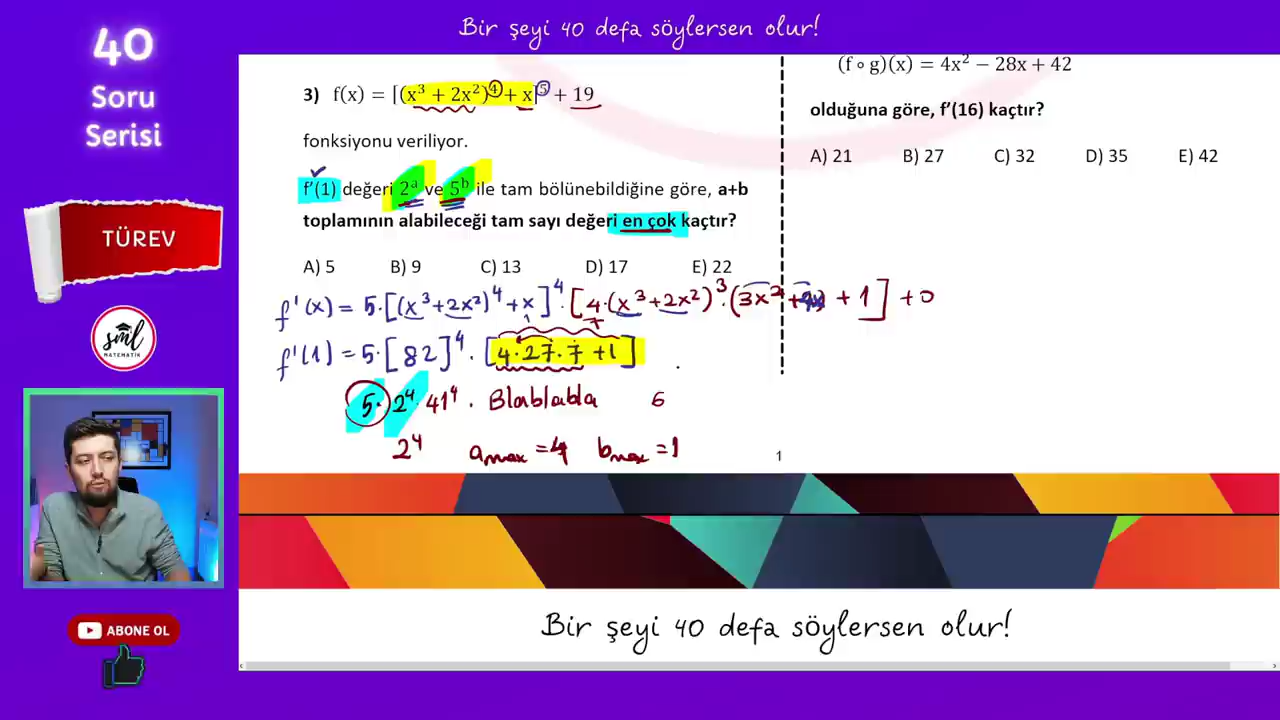 Bir şeyi 40 defa söylersen olur!
40
Soru
Serisi
TÜREV
sml
MATEMATİK
ABONE OL
3) f(x) = [(x³ + 2x²)⁴ + x]⁵ + 19
fonksiyonu veriliyor.
f'(1) değeri 2ᵃ ve 5ᵇ ile tam bölünebildiğine göre, a+b
toplamının alabileceği tam sayı değeri en çok kaçtır?
A) 5 B) 9 C) 13 D) 17 E) 22
f'(x) = 5·[(x³+2x²)⁴+x]⁴·[4·(x³+2x²)³·(3x²+4x)+1]+0
f'(1) = 5·[82]⁴·[4·27·7+1]
5·2⁴·41⁴· Blablabla 6
2⁴ amax = 4 bmax = 1
(f ∘ g)(x) = 4x² − 28x + 42
olduğuna göre, f'(16) kaçtır?
A) 21 B) 27 C) 32 D) 35 E) 42
1
Bir şeyi 40 defa söylersen olur!